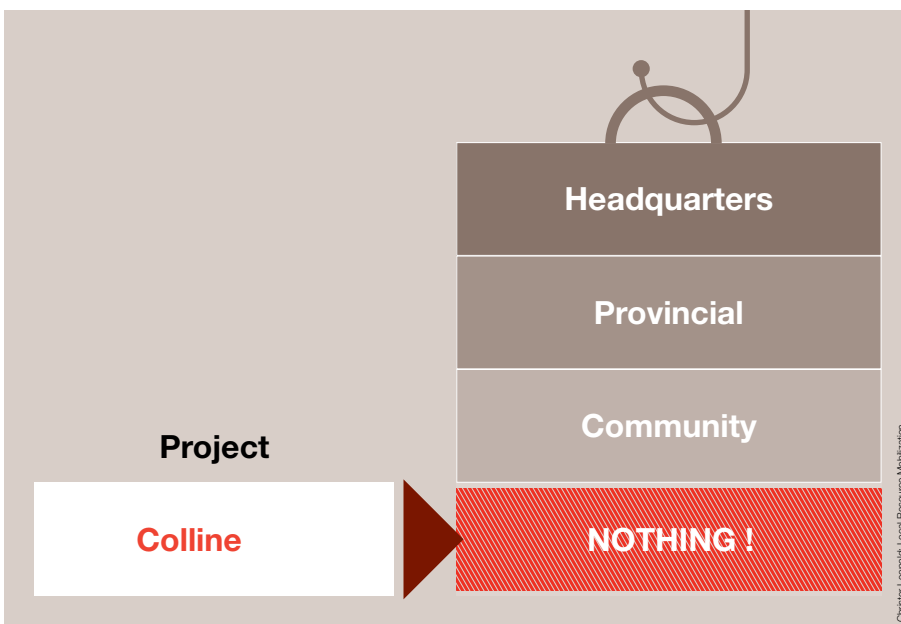 Headquarters
Provincial
Community
Project
Colline
NOTHING !